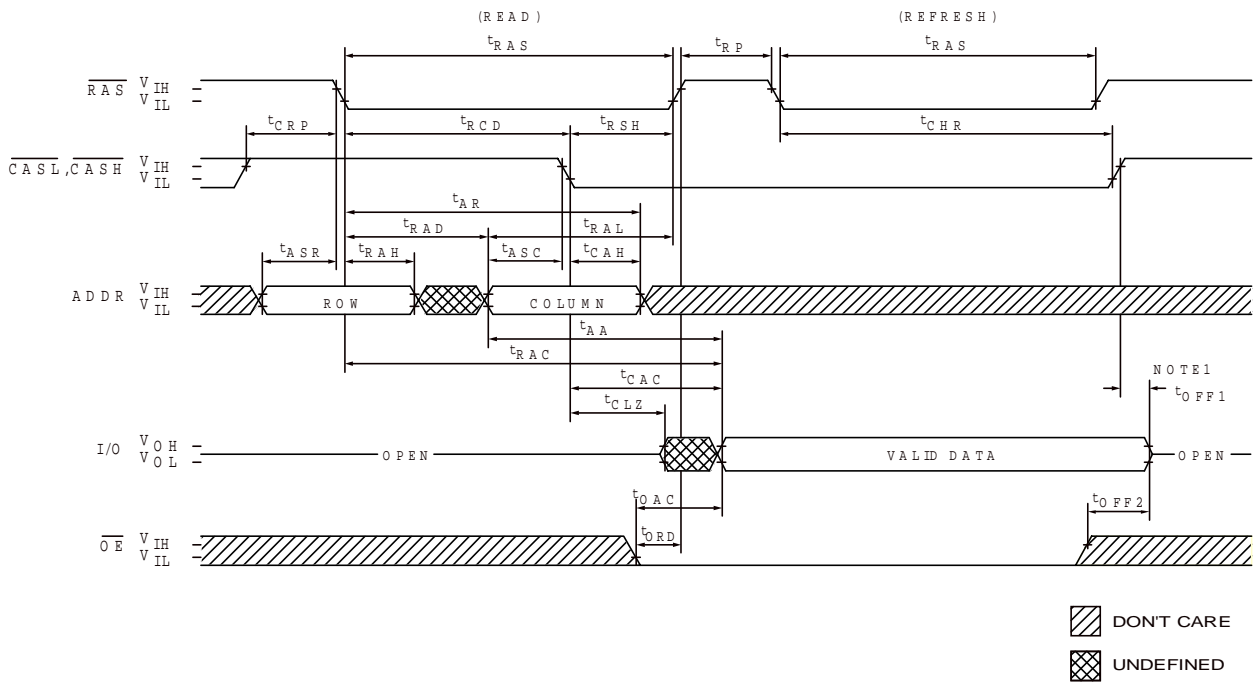 (READ) (REFRESH)
tRAS tRP tRAS
RAS VIH
VIL
tCRP tRCD tRSH tCHR
CASL,CASH VIH
VIL
tAR
tRAD tRAL
tASR tRAH tASC tCAH
ADDR VIH
VIL
ROW COLUMN
tAA
tRAC
tCAC NOTE1
tCLZ tOFF1
I/O VOH
VOL
OPEN VALID DATA OPEN
tOAC tOFF2
tORD
OE VIH
VIL
DON'T CARE
UNDEFINED